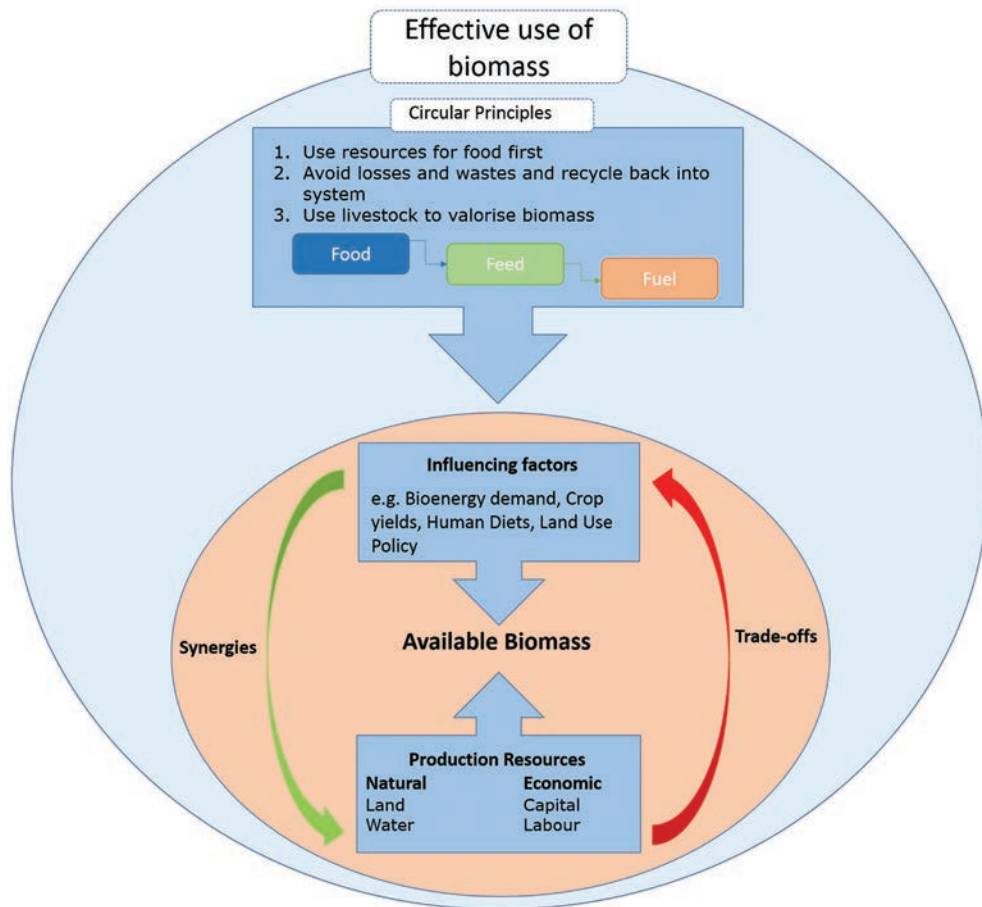 Effective use of
biomass
Circular Principles
1. Use resources for food first
2. Avoid losses and wastes and recycle back into
system
3. Use livestock to valorise biomass
Food
Feed
Fuel
Influencing factors
e.g. Bioenergy demand, Crop
yields, Human Diets, Land Use
Policy
Synergies
Available Biomass
Trade-offs
Production Resources
Natural Economic
Land Capital
Water Labour